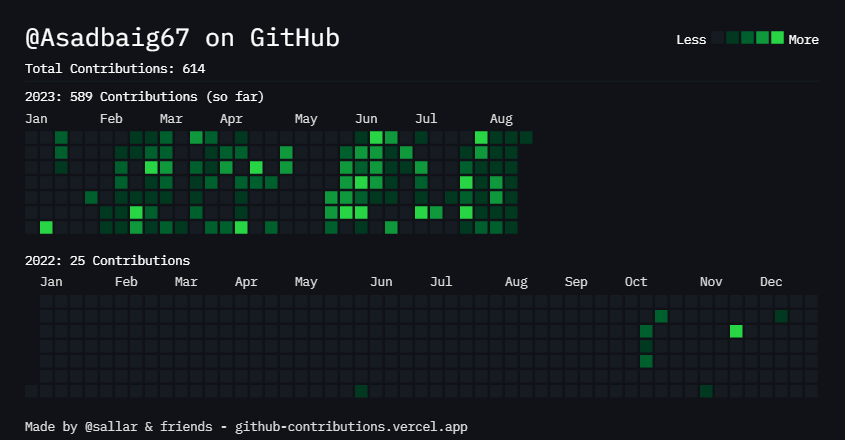 @Asadbaig67 on GitHub
Less More
Total Contributions: 614
2023: 589 Contributions (so far)
Jan Feb Mar Apr May Jun Jul Aug
2022: 25 Contributions
Jan Feb Mar Apr May Jun Jul Aug Sep Oct Nov Dec
Made by @sallar & friends - github-contributions.vercel.app